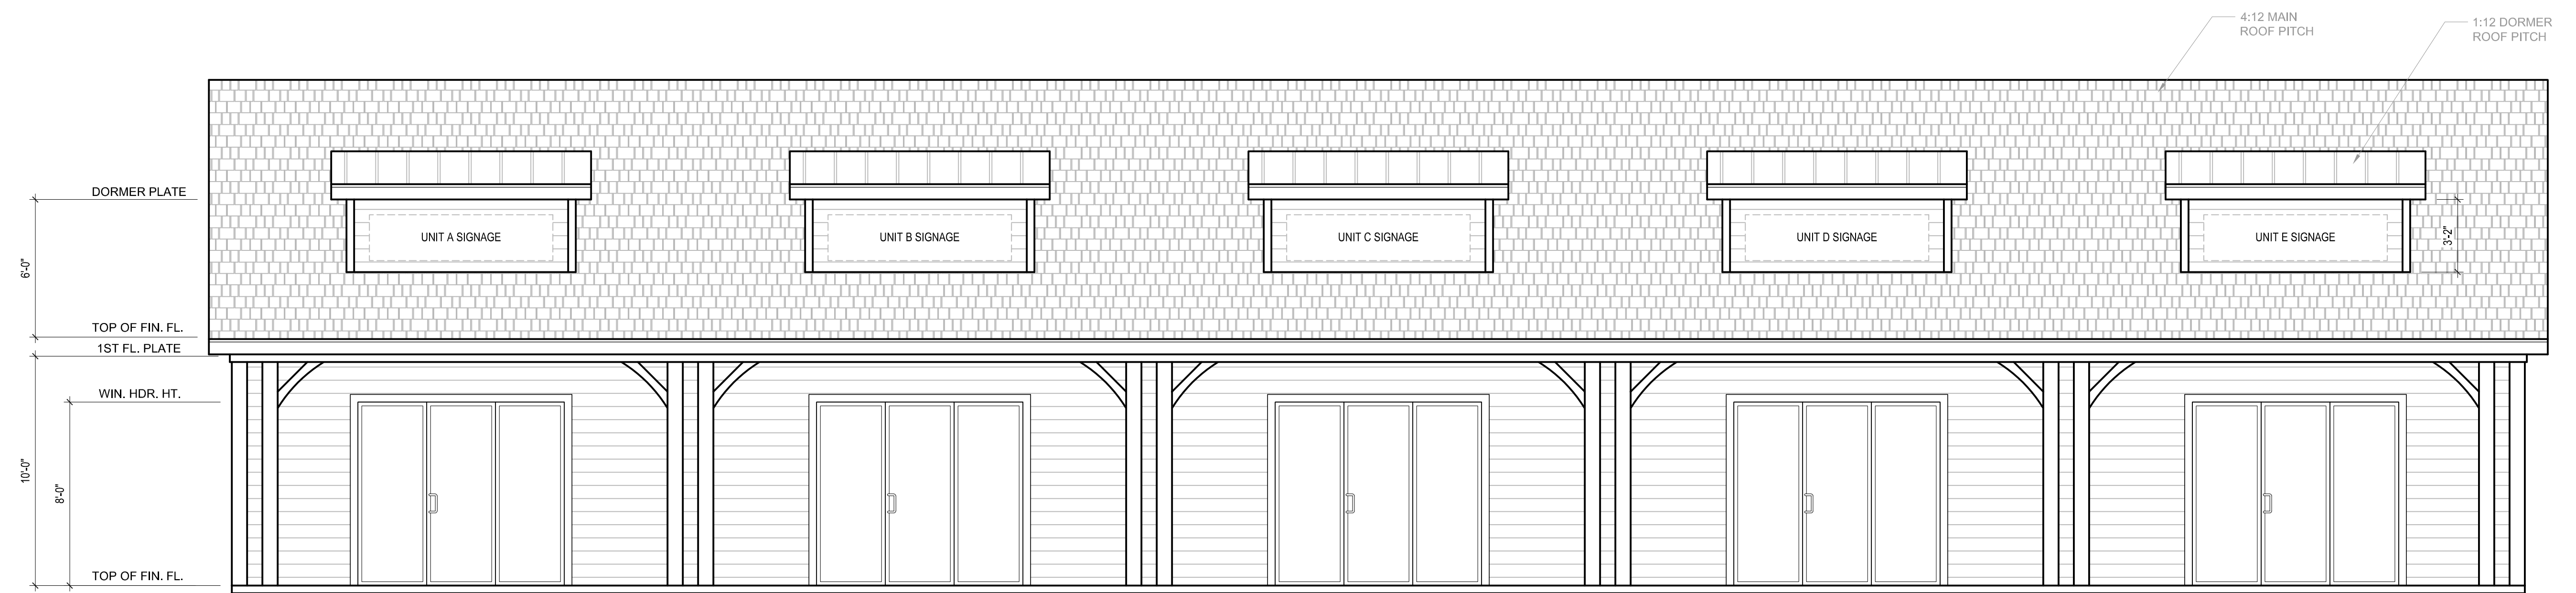 4:12 MAIN
ROOF PITCH
1:12 DORMER
ROOF PITCH
DORMER PLATE
6'-0"
UNIT A SIGNAGE
UNIT B SIGNAGE
UNIT C SIGNAGE
UNIT D SIGNAGE
UNIT E SIGNAGE
3'-2"
TOP OF FIN. FL.
1ST FL. PLATE
WIN. HDR. HT.
10'-0"
8'-0"
TOP OF FIN. FL.